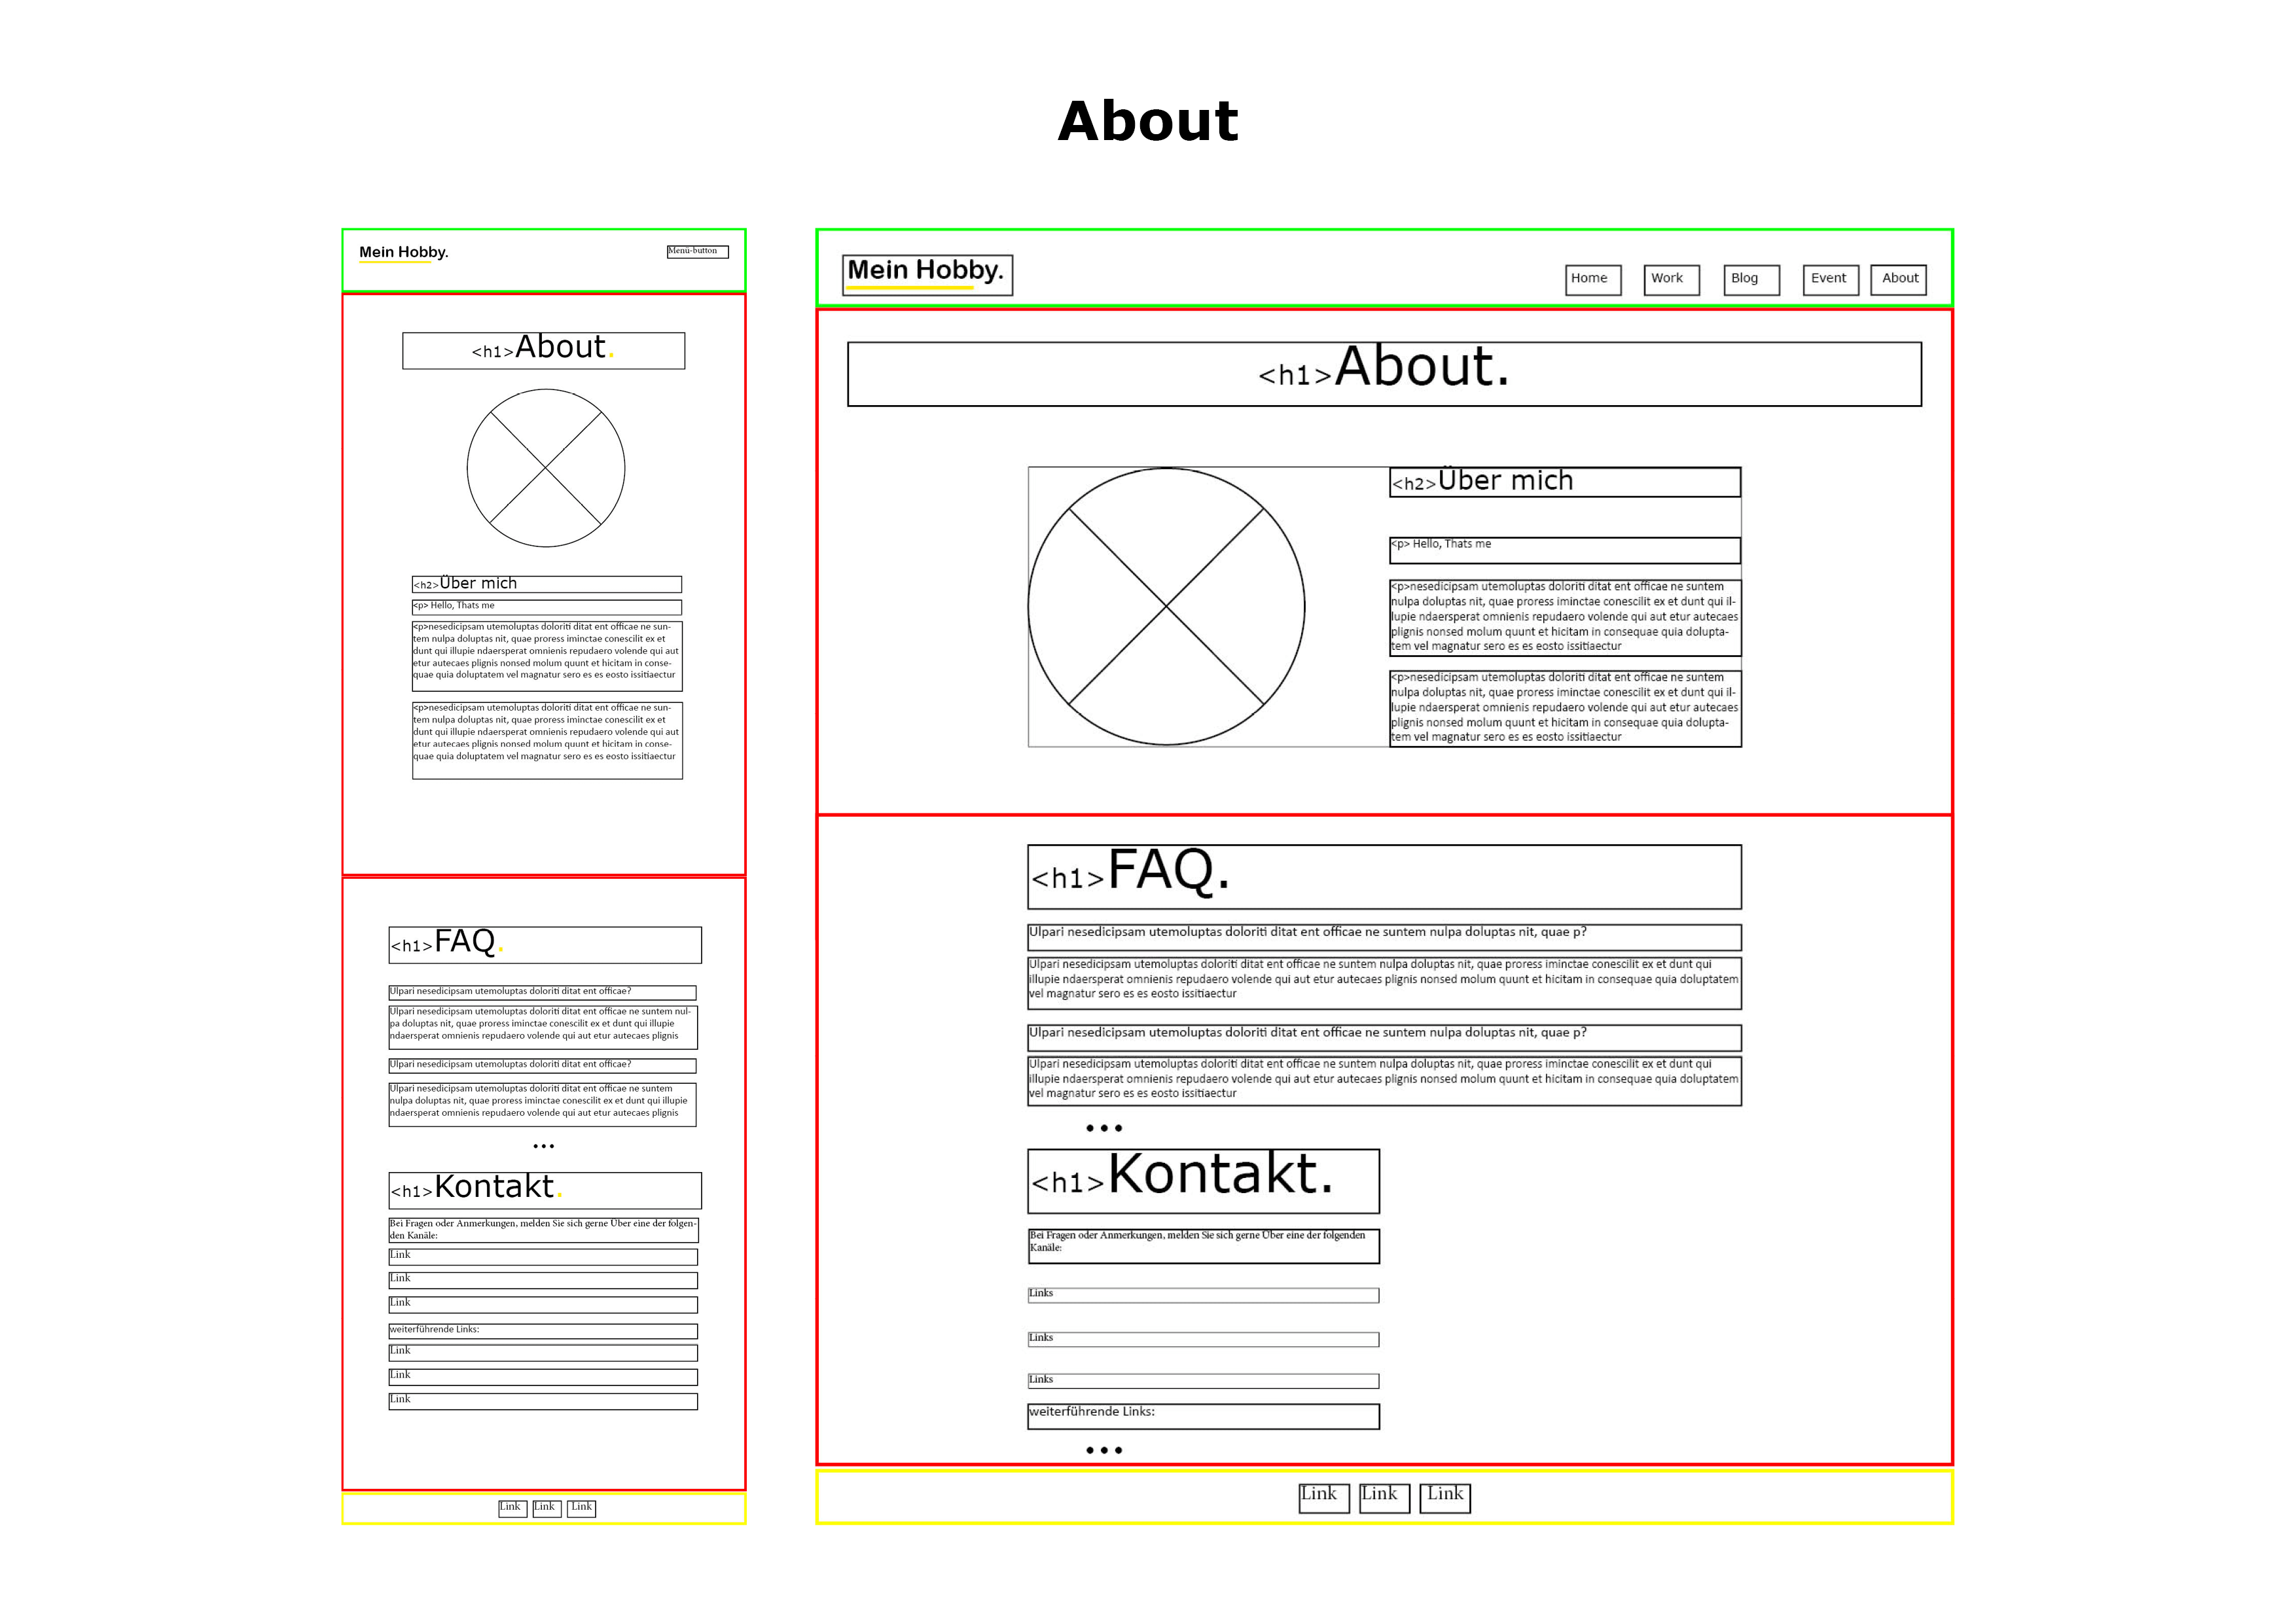 About
Mein Hobby.
Menü-button
<h1>About.
<h2>Über mich
<p> Hello, Thats me
<p>nesedicipsam utemoluptas doloriti ditat ent officae ne sun-
tem nulpa doluptas nit, quae proress iminctae conescilit ex et
dunt qui illupie ndaersperat omnienis repudaero volende qui aut
etur autecaes plignis nonsed molum quunt et hicitam in conse-
quae quia doluptatem vel magnatur sero es es eosto issitiaectur
<p>nesedicipsam utemoluptas doloriti ditat ent officae ne sun-
tem nulpa doluptas nit, quae proress iminctae conescilit ex et
dunt qui illupie ndaersperat omnienis repudaero volende qui aut
etur autecaes plignis nonsed molum quunt et hicitam in conse-
quae quia doluptatem vel magnatur sero es es eosto issitiaectur
<h1>FAQ.
Ulpari nesedicipsam utemoluptas doloriti ditat ent officae?
Ulpari nesedicipsam utemoluptas doloriti ditat ent officae ne suntem nul-
pa doluptas nit, quae proress iminctae conescilit ex et dunt qui illupie
ndaersperat omnienis repudaero volende qui aut etur autecaes plignis
Ulpari nesedicipsam utemoluptas doloriti ditat ent officae?
Ulpari nesedicipsam utemoluptas doloriti ditat ent officae ne suntem
nulpa doluptas nit, quae proress iminctae conescilit ex et dunt qui illupie
ndaersperat omnienis repudaero volende qui aut etur autecaes plignis
...
<h1>Kontakt.
Bei Fragen oder Anmerkungen, melden Sie sich gerne Über eine der folgen-
den Kanäle:
Link
Link
Link
weiterführende Links:
Link
Link
Link
Link Link Link
Mein Hobby.
Home Work Blog Event About
<h1>About.
<h2>Über mich
<p> Hello, Thats me
<p>nesedicipsam utemoluptas doloriti ditat ent officae ne suntem
nulpa doluptas nit, quae proress iminctae conescilit ex et dunt qui il-
lupie ndaersperat omnienis repudaero volende qui aut etur autecaes
plignis nonsed molum quunt et hicitam in consequae quia dolupta-
tem vel magnatur sero es es eosto issitiaectur
<p>nesedicipsam utemoluptas doloriti ditat ent officae ne suntem
nulpa doluptas nit, quae proress iminctae conescilit ex et dunt qui il-
lupie ndaersperat omnienis repudaero volende qui aut etur autecaes
plignis nonsed molum quunt et hicitam in consequae quia dolupta-
tem vel magnatur sero es es eosto issitiaectur
<h1>FAQ.
Ulpari nesedicipsam utemoluptas doloriti ditat ent officae ne suntem nulpa doluptas nit, quae p?
Ulpari nesedicipsam utemoluptas doloriti ditat ent officae ne suntem nulpa doluptas nit, quae proress iminctae conescilit ex et dunt qui
illupie ndaersperat omnienis repudaero volende qui aut etur autecaes plignis nonsed molum quunt et hicitam in consequae quia doluptatem
vel magnatur sero es es eosto issitiaectur
Ulpari nesedicipsam utemoluptas doloriti ditat ent officae ne suntem nulpa doluptas nit, quae p?
Ulpari nesedicipsam utemoluptas doloriti ditat ent officae ne suntem nulpa doluptas nit, quae proress iminctae conescilit ex et dunt qui
illupie ndaersperat omnienis repudaero volende qui aut etur autecaes plignis nonsed molum quunt et hicitam in consequae quia doluptatem
vel magnatur sero es es eosto issitiaectur
...
<h1>Kontakt.
Bei Fragen oder Anmerkungen, melden Sie sich gerne Über eine der folgenden
Kanäle:
Links
Links
Links
weiterführende Links:
...
Link Link Link